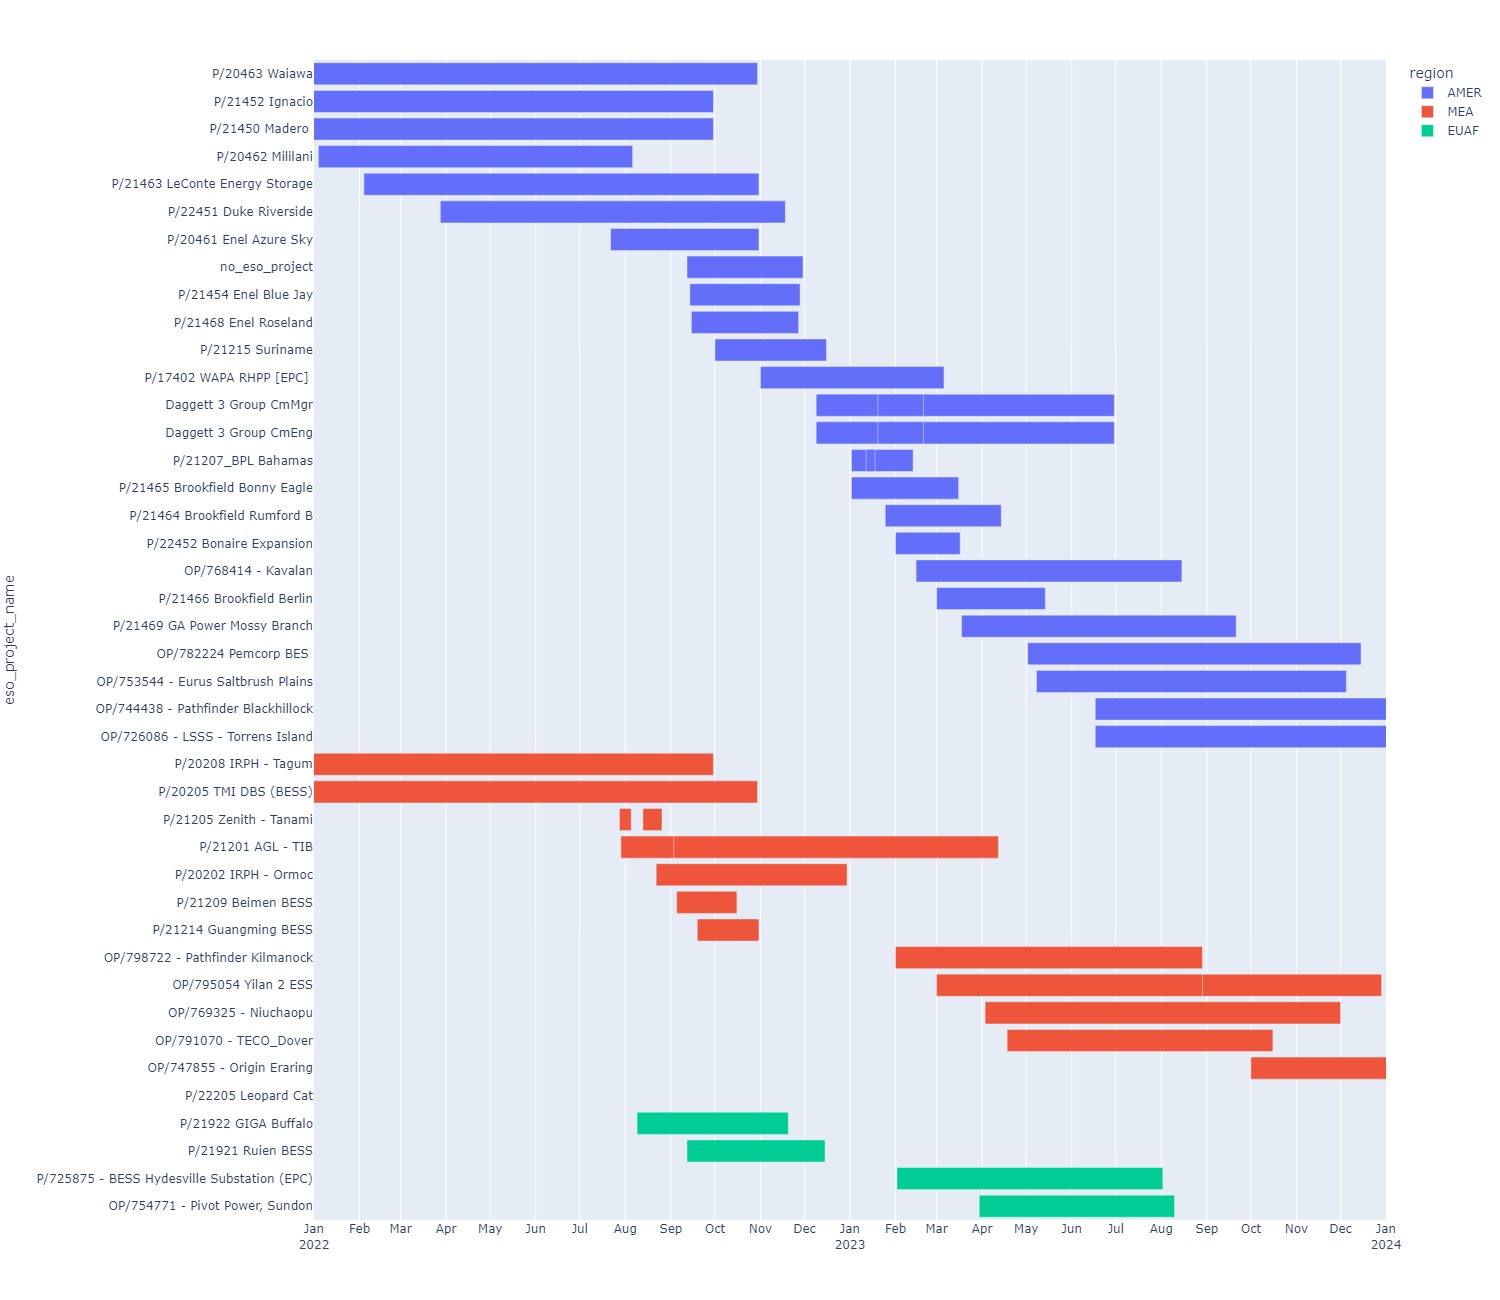 region
AMER
MEA
EUAF
eso_project_name
P/20463 Waiawa
P/21452 Ignacio
P/21450 Madero
P/20462 Mililani
P/21463 LeConte Energy Storage
P/22451 Duke Riverside
P/20461 Enel Azure Sky
no_eso_project
P/21454 Enel Blue Jay
P/21468 Enel Roseland
P/21215 Suriname
P/17402 WAPA RHPP [EPC]
Daggett 3 Group CmMgr
Daggett 3 Group CmEng
P/21207_BPL Bahamas
P/21465 Brookfield Bonny Eagle
P/21464 Brookfield Rumford B
P/22452 Bonaire Expansion
OP/768414 - Kavalan
P/21466 Brookfield Berlin
P/21469 GA Power Mossy Branch
OP/782224 Pemcorp BES
OP/753544 - Eurus Saltbrush Plains
OP/744438 - Pathfinder Blackhillock
OP/726086 - LSSS - Torrens Island
P/20208 IRPH - Tagum
P/20205 TMI DBS (BESS)
P/21205 Zenith - Tanami
P/21201 AGL - TIB
P/20202 IRPH - Ormoc
P/21209 Beimen BESS
P/21214 Guangming BESS
OP/798722 - Pathfinder Kilmanock
OP/795054 Yilan 2 ESS
OP/769325 - Niuchaopu
OP/791070 - TECO_Dover
OP/747855 - Origin Eraring
P/22205 Leopard Cat
P/21922 GIGA Buffalo
P/21921 Ruien BESS
P/725875 - BESS Hydesville Substation (EPC)
OP/754771 - Pivot Power, Sundon
Jan Feb Mar Apr May Jun Jul Aug Sep Oct Nov Dec Jan Feb Mar Apr May Jun Jul Aug Sep Oct Nov Dec Jan
2022 2023 2024